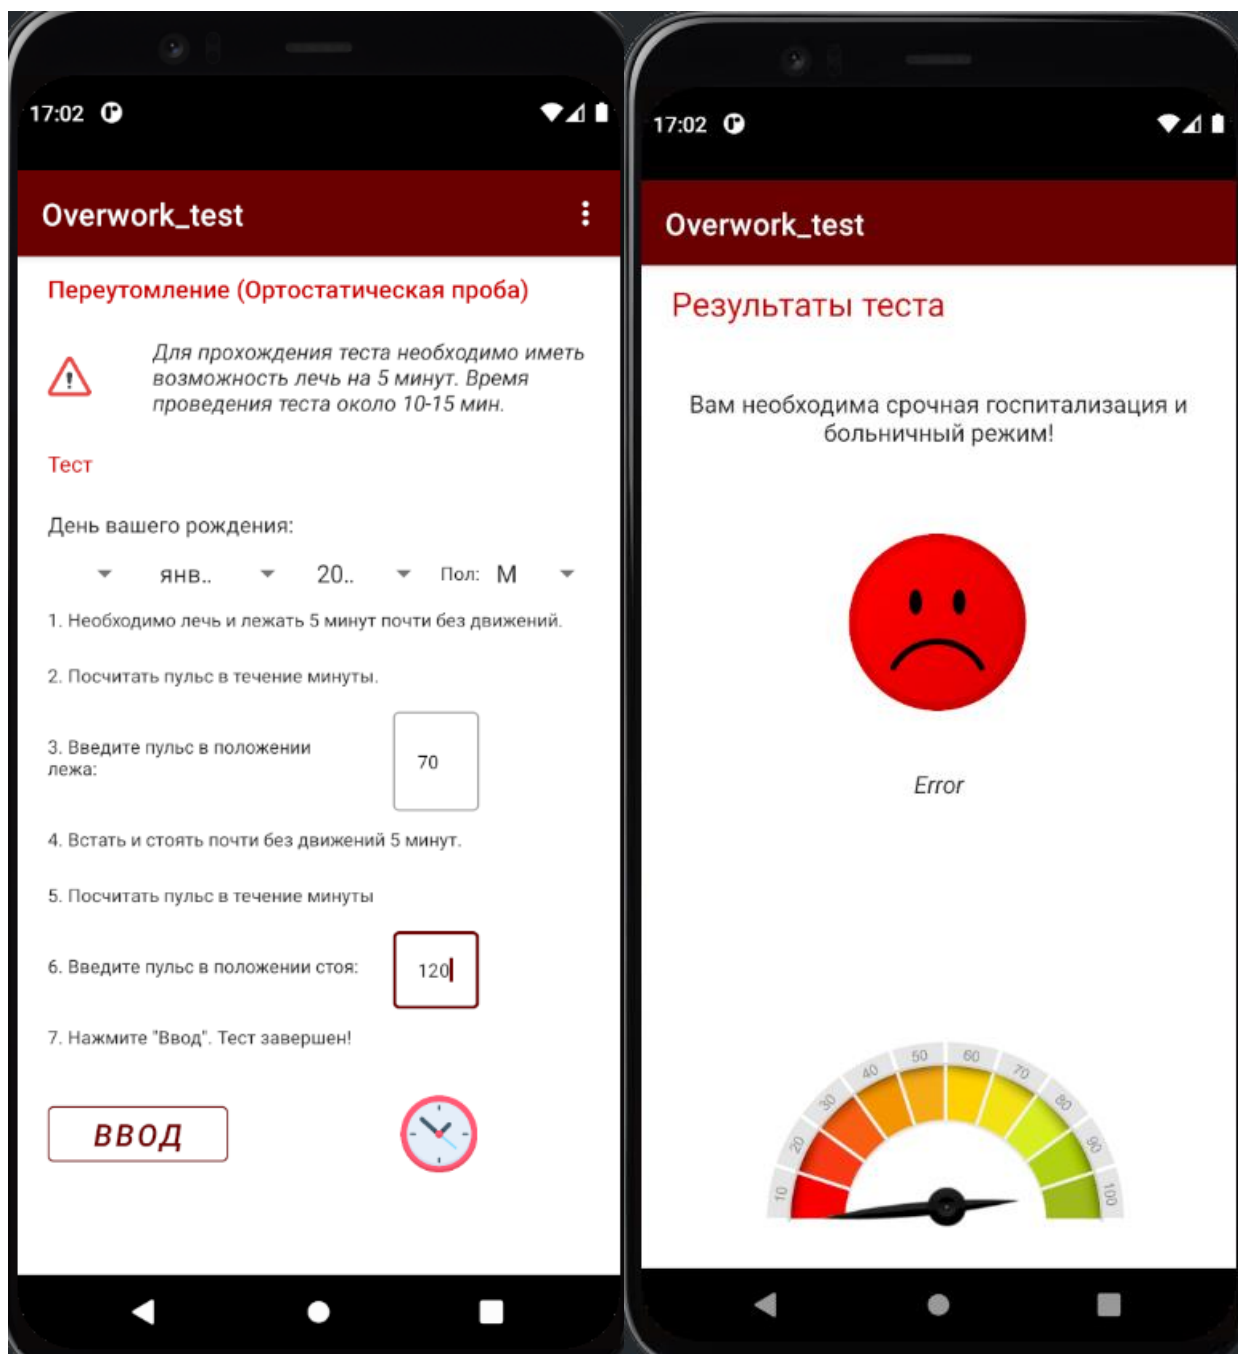 17:02
Overwork_test
Переутомление (Ортостатическая проба)
Для прохождения теста необходимо иметь
возможность лечь на 5 минут. Время
проведения теста около 10-15 мин.
Тест
День вашего рождения:
янв.. 20.. Пол: М
1. Необходимо лечь и лежать 5 минут почти без движений.
2. Посчитать пульс в течение минуты.
3. Введите пульс в положении
лежа:
70
4. Встать и стоять почти без движений 5 минут.
5. Посчитать пульс в течение минуты
6. Введите пульс в положении стоя:
120
7. Нажмите "Ввод". Тест завершен!
ВВОД
17:02
Overwork_test
Результаты теста
Вам необходима срочная госпитализация и
больничный режим!
Error
10 20 30 40 50 60 70 80 90 100